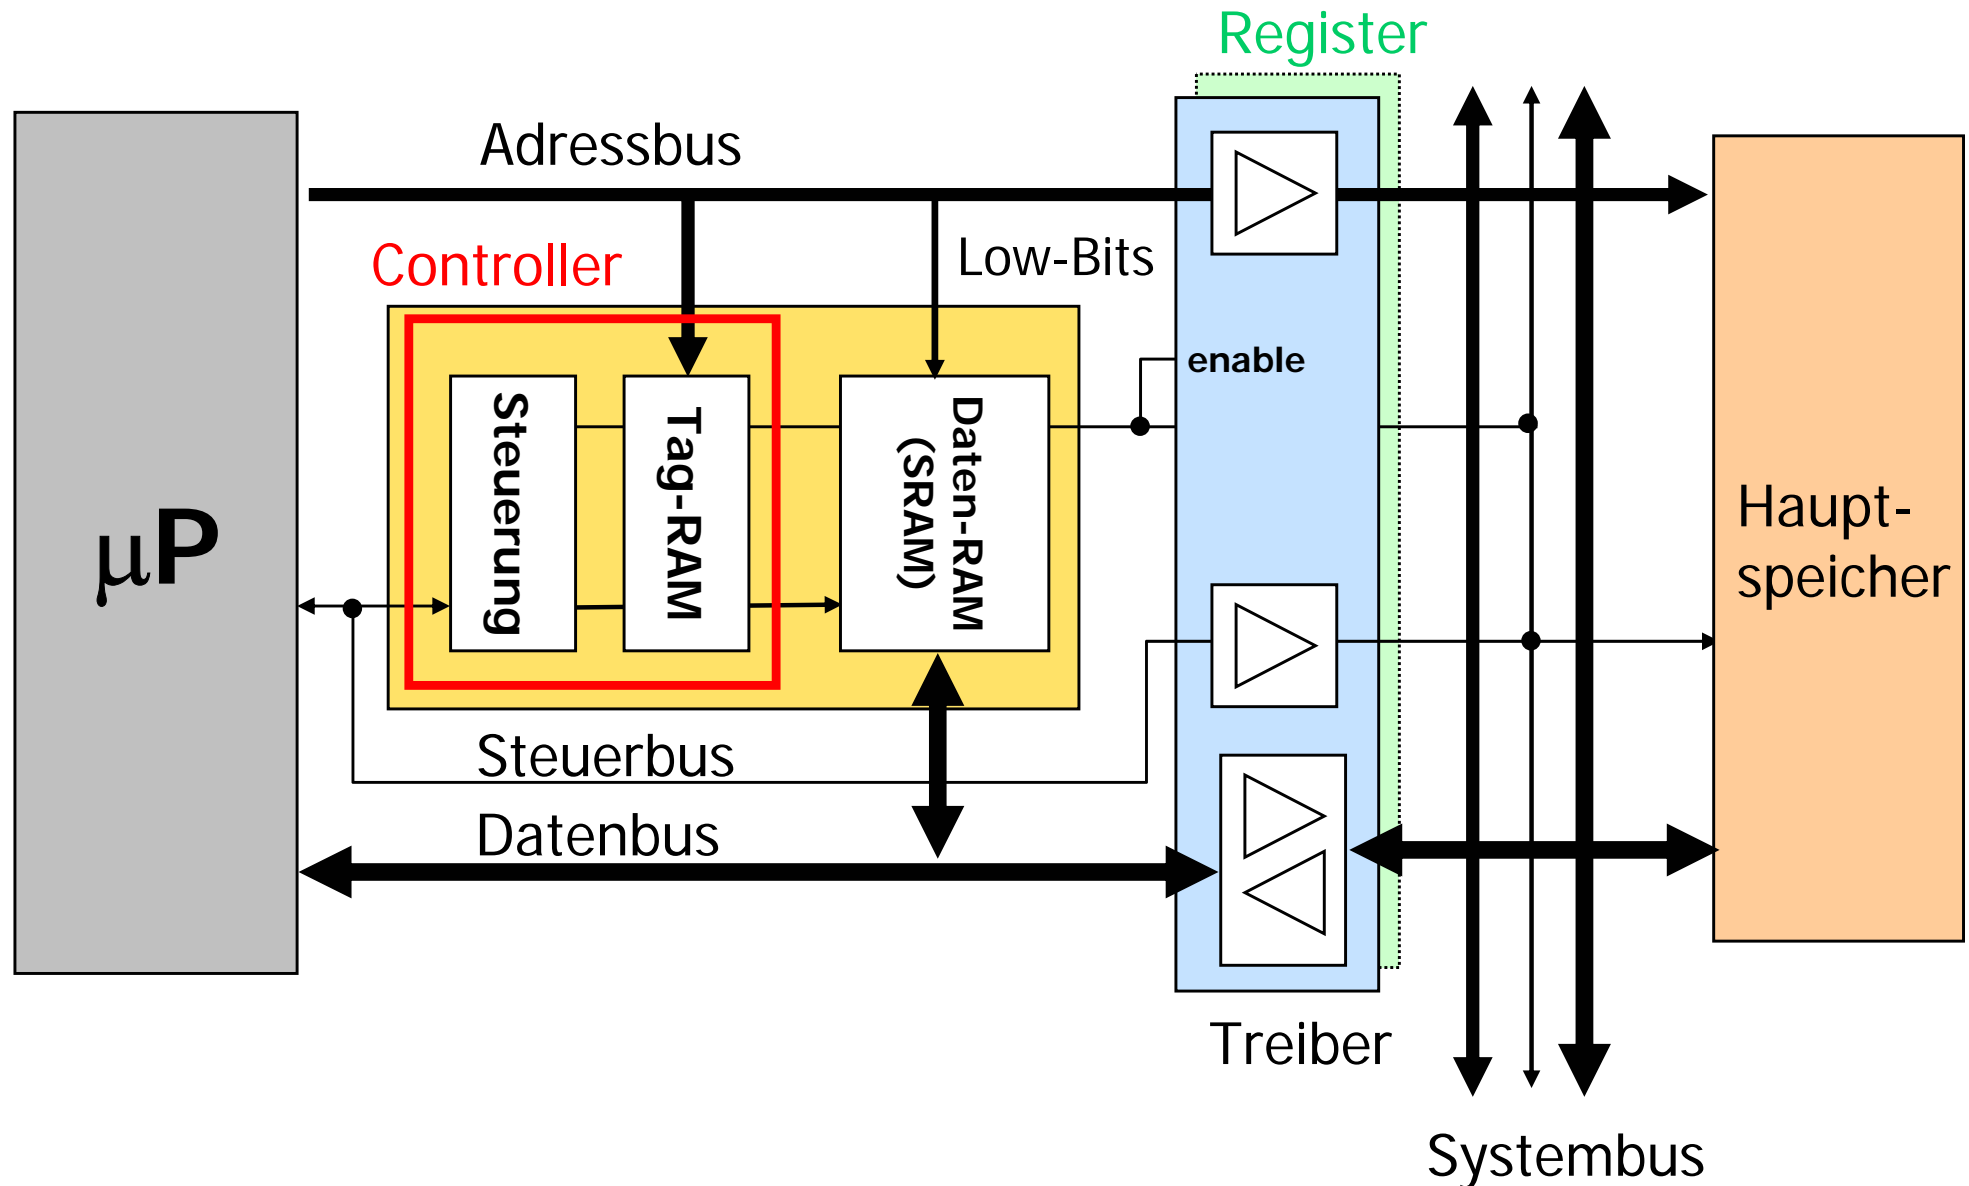 Register
Adressbus
Controller
Low-Bits
enable
Steuerung
Tag-RAM
Daten-RAM
(SRAM)
µP
Haupt-
speicher
Steuerbus
Datenbus
Treiber
Systembus